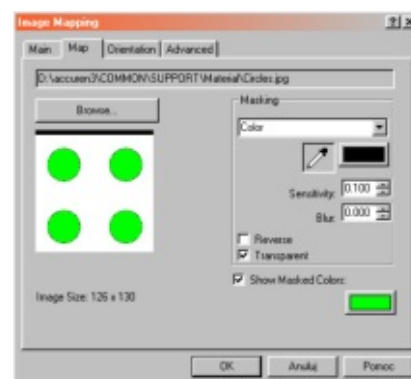 Image Mapping
Main Map Orientation Advanced
D:\accuren3\COMMON\SUPPORT\Material\Circles.jpg
Browse...
Masking
Color
Sensitivity: 0.100
Blur: 0.000
Reverse
Transparent
Show Masked Colors:
Image Size: 126 x 130
OK Anuluj Pomoc